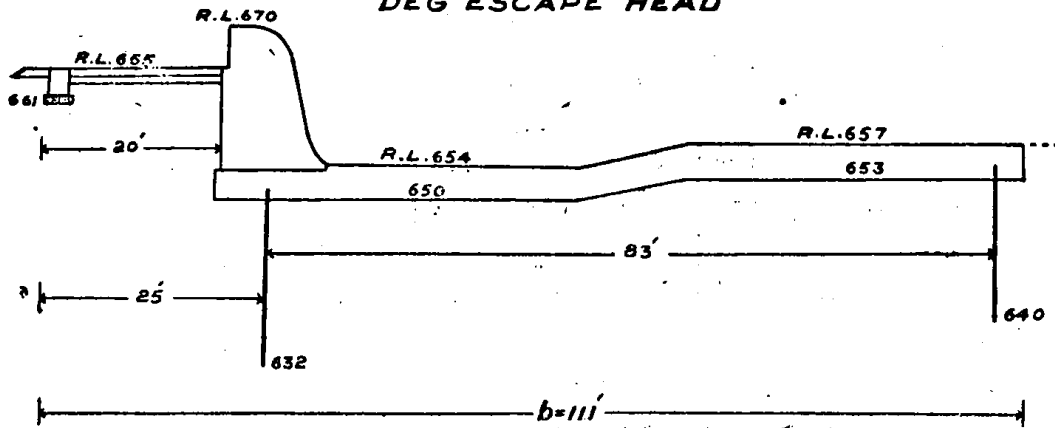 DEG ESCAPE HEAD
R.L.670
R.L.665
661
20'
R.L.654
R.L.657
650
653
83'
25'
640
632
b=111'